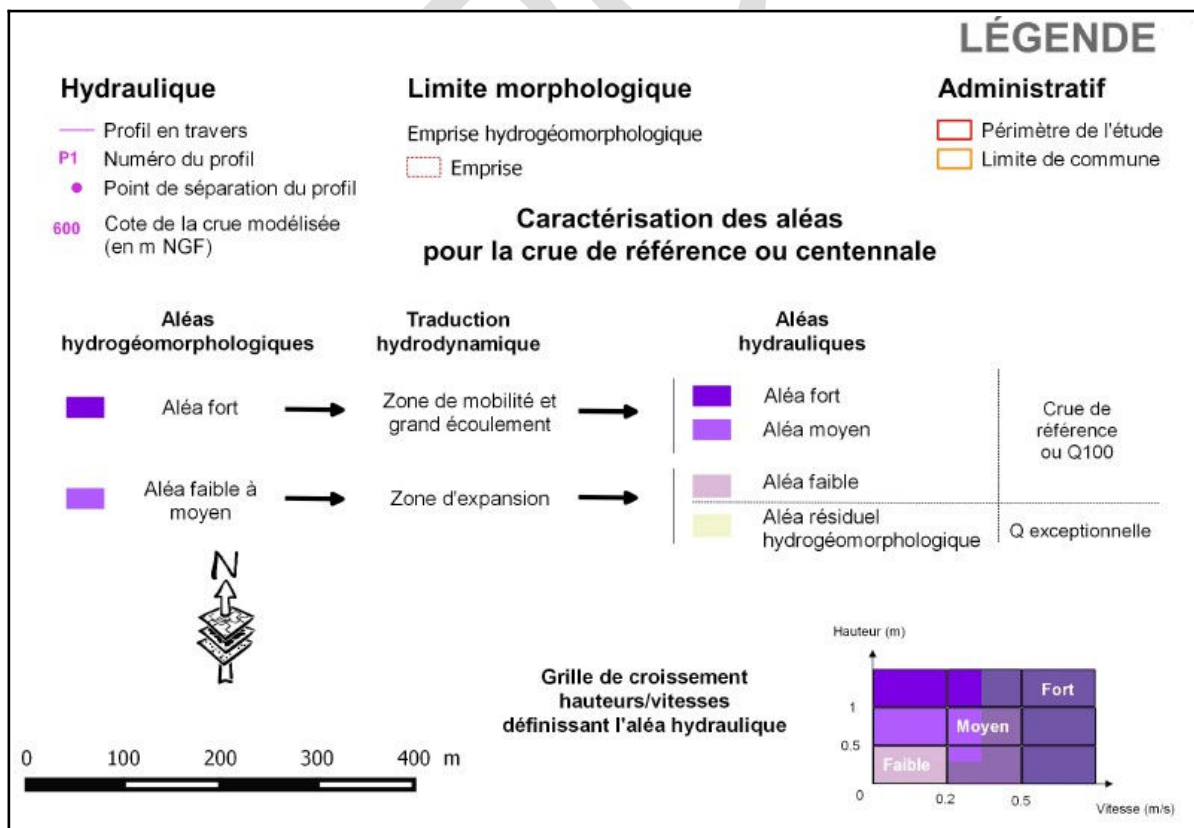 LÉGENDE
Hydraulique
Profil en travers
P1 Numéro du profil
Point de séparation du profil
600 Cote de la crue modélisée
(en m NGF)
Limite morphologique
Emprise hydrogéomorphologique
Emprise
Administratif
Périmètre de l'étude
Limite de commune
Caractérisation des aléas
pour la crue de référence ou centennale
Aléas
hydrogéomorphologiques
Traduction
hydrodynamique
Aléas
hydrauliques
Aléa fort
Zone de mobilité et
grand écoulement
Aléa fort
Aléa moyen
Crue de
référence
ou Q100
Aléa faible à
moyen
Zone d'expansion
Aléa faible
Aléa résiduel
hydrogéomorphologique
Q exceptionnelle
N
Grille de croissement
hauteurs/vitesses
définissant l'aléa hydraulique
Hauteur (m)
Fort
1
Moyen
0.5
Faible
0 0.2 0.5
Vitesse (m/s)
0 100 200 300 400 m